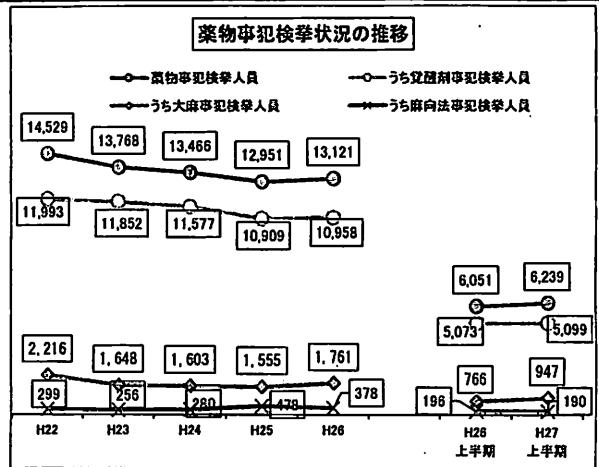 薬物事犯検挙状況の推移
薬物事犯検挙人員
うち覚醒剤事犯検挙人員
うち大麻事犯検挙人員
うち麻向法事犯検挙人員
14,529
13,768
13,466
12,951
13,121
11,993
11,852
11,577
10,909
10,958
6,051
6,239
5,073
5,099
2,216
1,648
1,603
1,555
1,761
766
947
299
256
280
478
378
196
190
H22
H23
H24
H25
H26
H26
上半期
H27
上半期